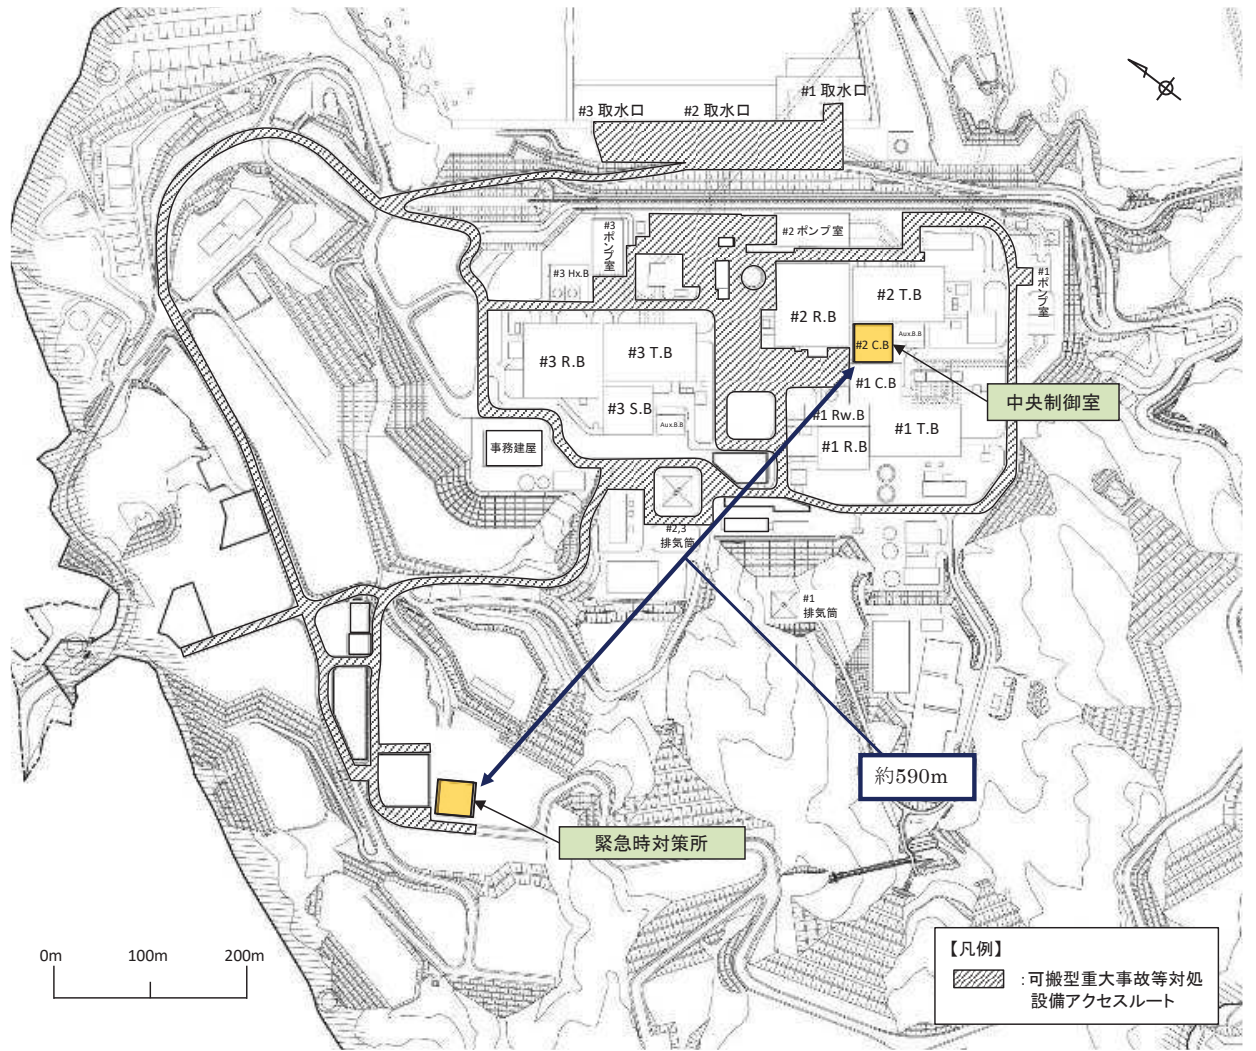 #1 取水口
#3 取水口
#2 取水口
#3 ポンプ室
#2 ポンプ室
#3 Hx.B
#1 ポンプ室
#2 T.B
#2 R.B
#2 C.B
Aux.B.B
#3 T.B
#3 R.B
#1 C.B
中央制御室
#3 S.B
Aux.B.B
#1 Rw.B
#1 T.B
#1 R.B
事務建屋
#2,3
排気筒
#1
排気筒
約590m
緊急時対策所
0m
100m
200m
【凡例】
:可搬型重大事故等対処
設備アクセスルート